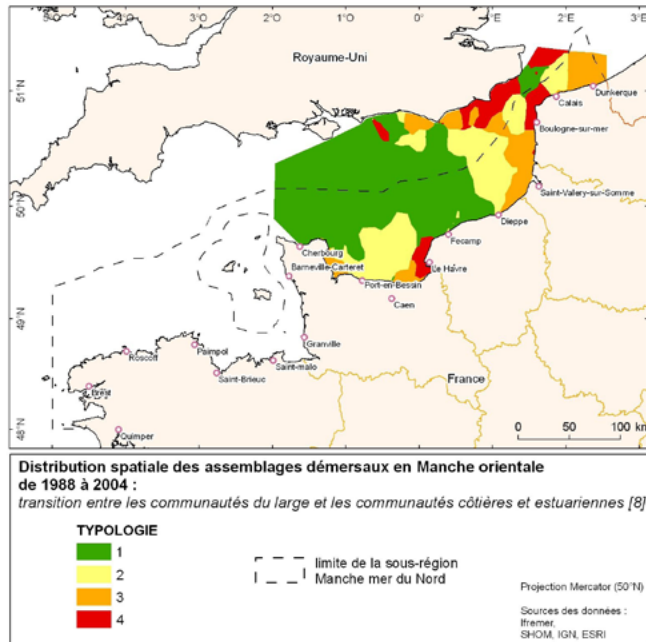 2°W
1°W
0°
1°E
2°E
3°E
Royaume-Uni
51°N
Dunkerque
Calais
Boulogne-sur-mer
50°N
Saint-Valery-sur-Somme
Dieppe
Fecamp
Cherbourg
Le Havre
Barneville-Carteret
Port-en-Bessin
Caen
49°N
Granville
Paimpol
Roscoff
Saint-malo
Saint-Brieuc
France
Brest
48°N
Quimper
0 50 100 km
Distribution spatiale des assemblages démersaux en Manche orientale
de 1988 à 2004 :
transition entre les communautés du large et les communautés côtières et estuariennes [8]
TYPOLOGIE
1
2
3
4
limite de la sous-région
Manche mer du Nord
Projection Mercator (50°N)
Sources des données :
Ifremer,
SHOM, IGN, ESRI